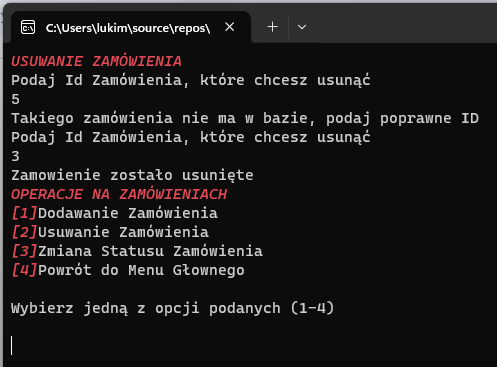 C:\Users\lukim\source\repos\
USUWANIE ZAMÓWIENIA
Podaj Id Zamówienia, które chcesz usunąć
5
Takiego zamówienia nie ma w bazie, podaj poprawne ID
Podaj Id Zamówienia, które chcesz usunąć
3
Zamowienie zostało usunięte
OPERACJE NA ZAMÓWIENIACH
[1]Dodawanie Zamówienia
[2]Usuwanie Zamówienia
[3]Zmiana Statusu Zamówienia
[4]Powrót do Menu Głownego
Wybierz jedną z opcji podanych (1-4)